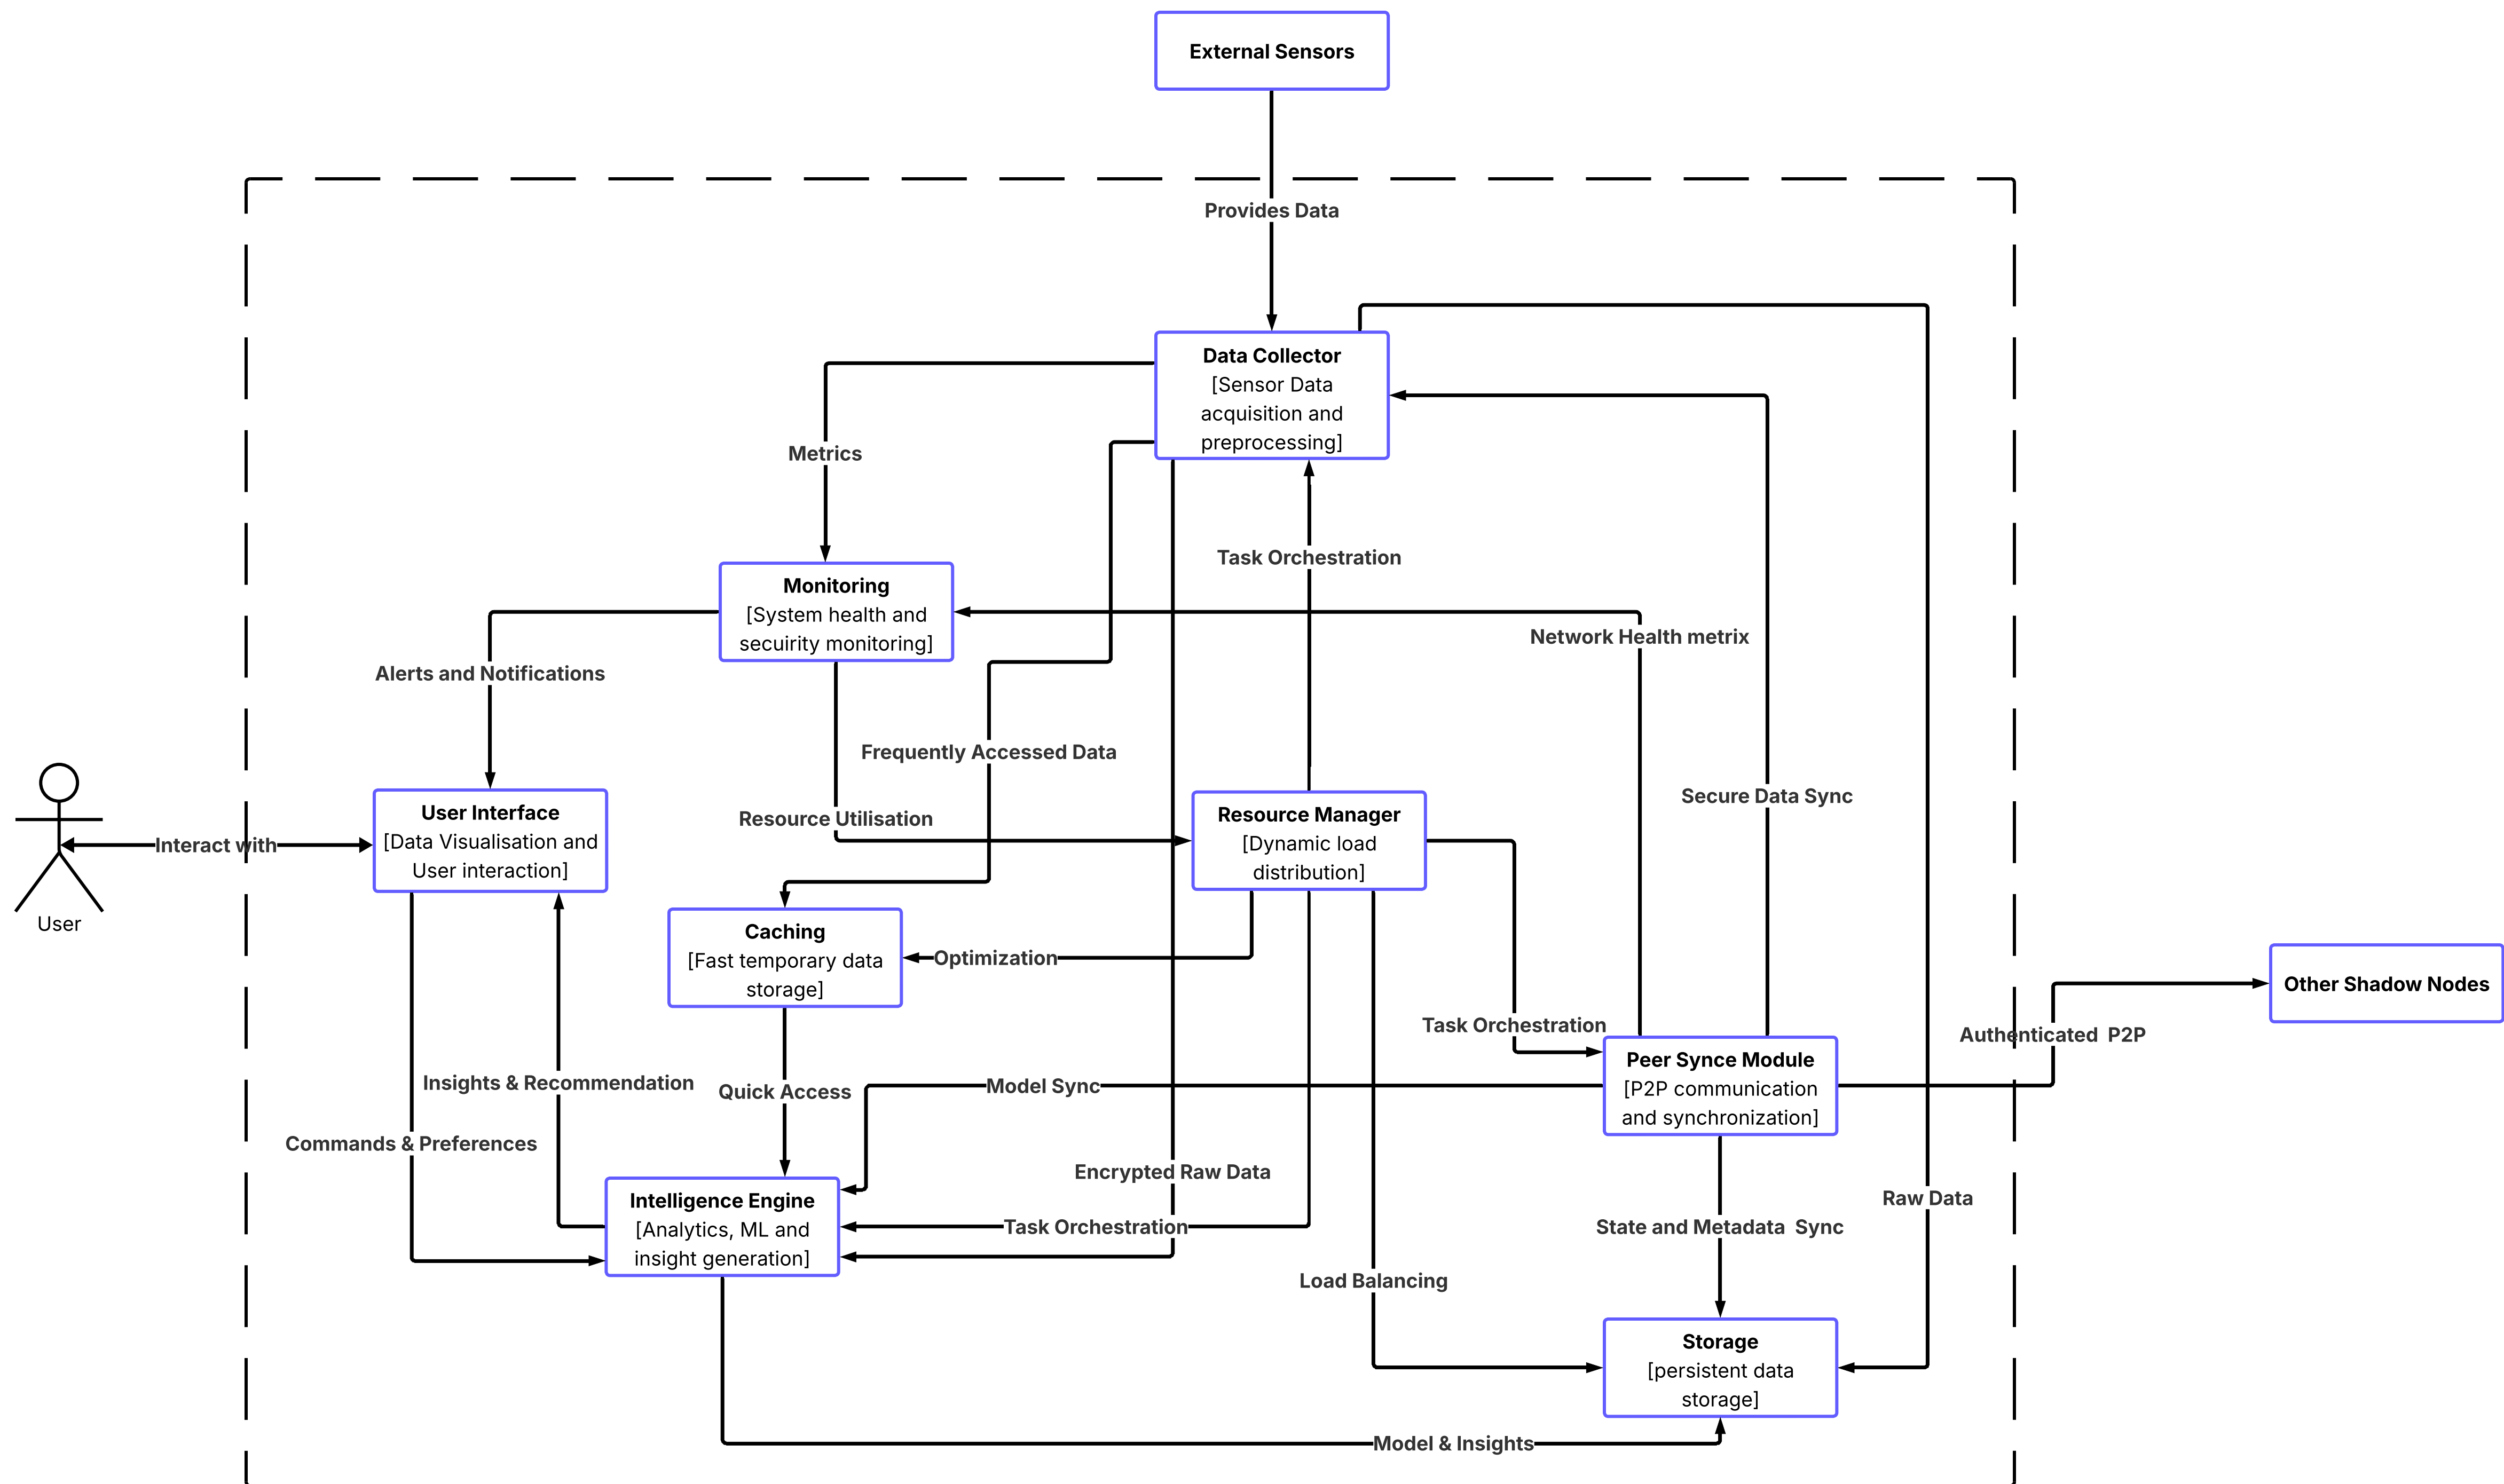 External Sensors
Provides Data
Data Collector
[Sensor Data
acquisition and
preprocessing]
Metrics
Task Orchestration
Monitoring
[System health and
secuirity monitoring]
Network Health metrix
Alerts and Notifications
Frequently Accessed Data
Secure Data Sync
User Interface
[Data Visualisation and
User interaction]
Resource Utilisation
Resource Manager
[Dynamic load
distribution]
Interact with
User
Caching
[Fast temporary data
storage]
Optimization
Other Shadow Nodes
Task Orchestration
Authenticated  P2P
Peer Synce Module
[P2P communication
and synchronization]
Insights & Recommendation
Quick Access
Model Sync
Commands & Preferences
Encrypted Raw Data
Raw Data
Intelligence Engine
[Analytics, ML and
insight generation]
Task Orchestration
State and Metadata  Sync
Load Balancing
Storage
[persistent data
storage]
Model & Insights